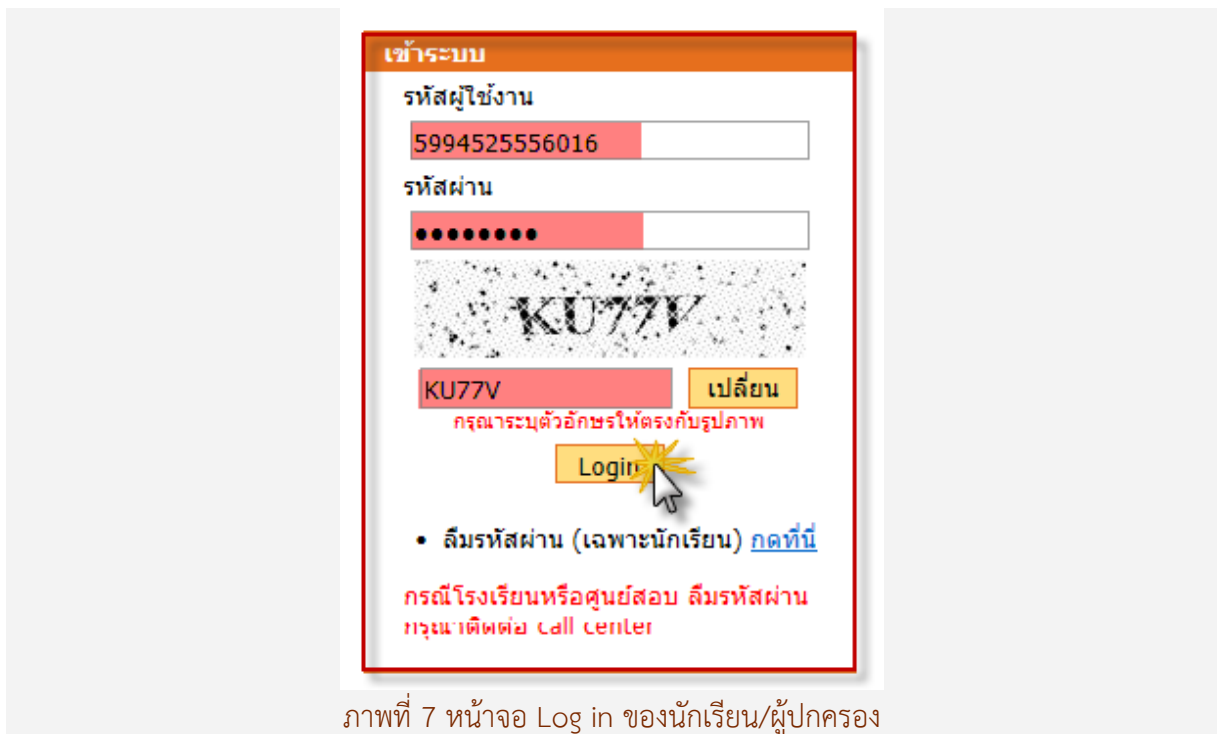 เข้าระบบ
รหัสผู้ใช้งาน
5994525556016
รหัสผ่าน
●●●●●●●●
KU77V
KU77V เปลี่ยน
กรุณาระบุตัวอักษรให้ตรงกับรูปภาพ
Login
• ลืมรหัสผ่าน (เฉพาะนักเรียน) กดที่นี่
กรณีโรงเรียนหรือศูนย์สอบ ลืมรหัสผ่าน
กรุณาติดต่อ call center
ภาพที่ 7 หน้าจอ Log in ของนักเรียน/ผู้ปกครอง